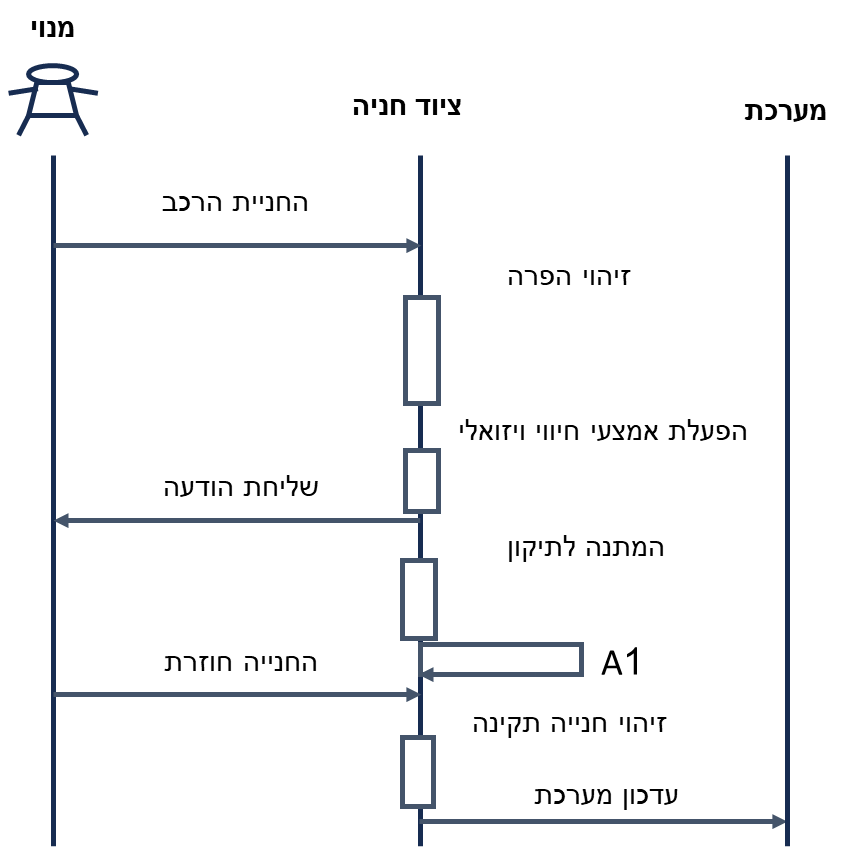 מנוי
ציוד חניה
מערכת
החניית הרכב
זיהוי הפרה
הפעלת אמצעי חיווי ויזואלי
שליחת הודעה
המתנה לתיקון
A1
החנייה חוזרת
זיהוי חנייה תקינה
עדכון מערכת